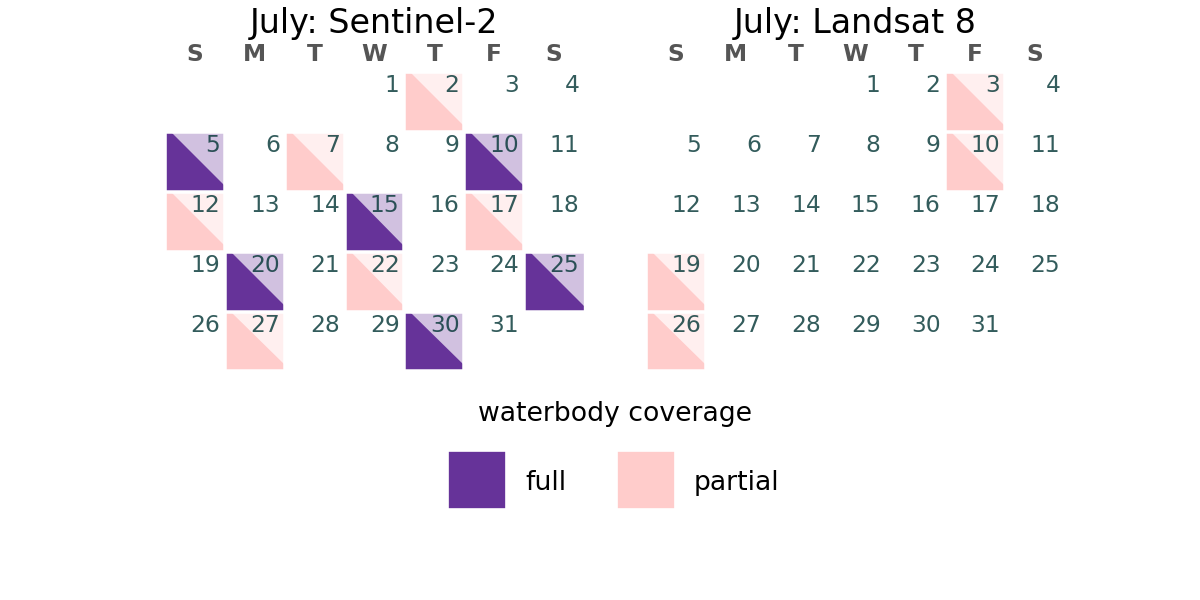 July: Sentinel-2
S M T W T F S
1 2 3 4
5 6 7 8 9 10 11
12 13 14 15 16 17 18
19 20 21 22 23 24 25
26 27 28 29 30 31
July: Landsat 8
S M T W T F S
1 2 3 4
5 6 7 8 9 10 11
12 13 14 15 16 17 18
19 20 21 22 23 24 25
26 27 28 29 30 31
waterbody coverage
full
partial